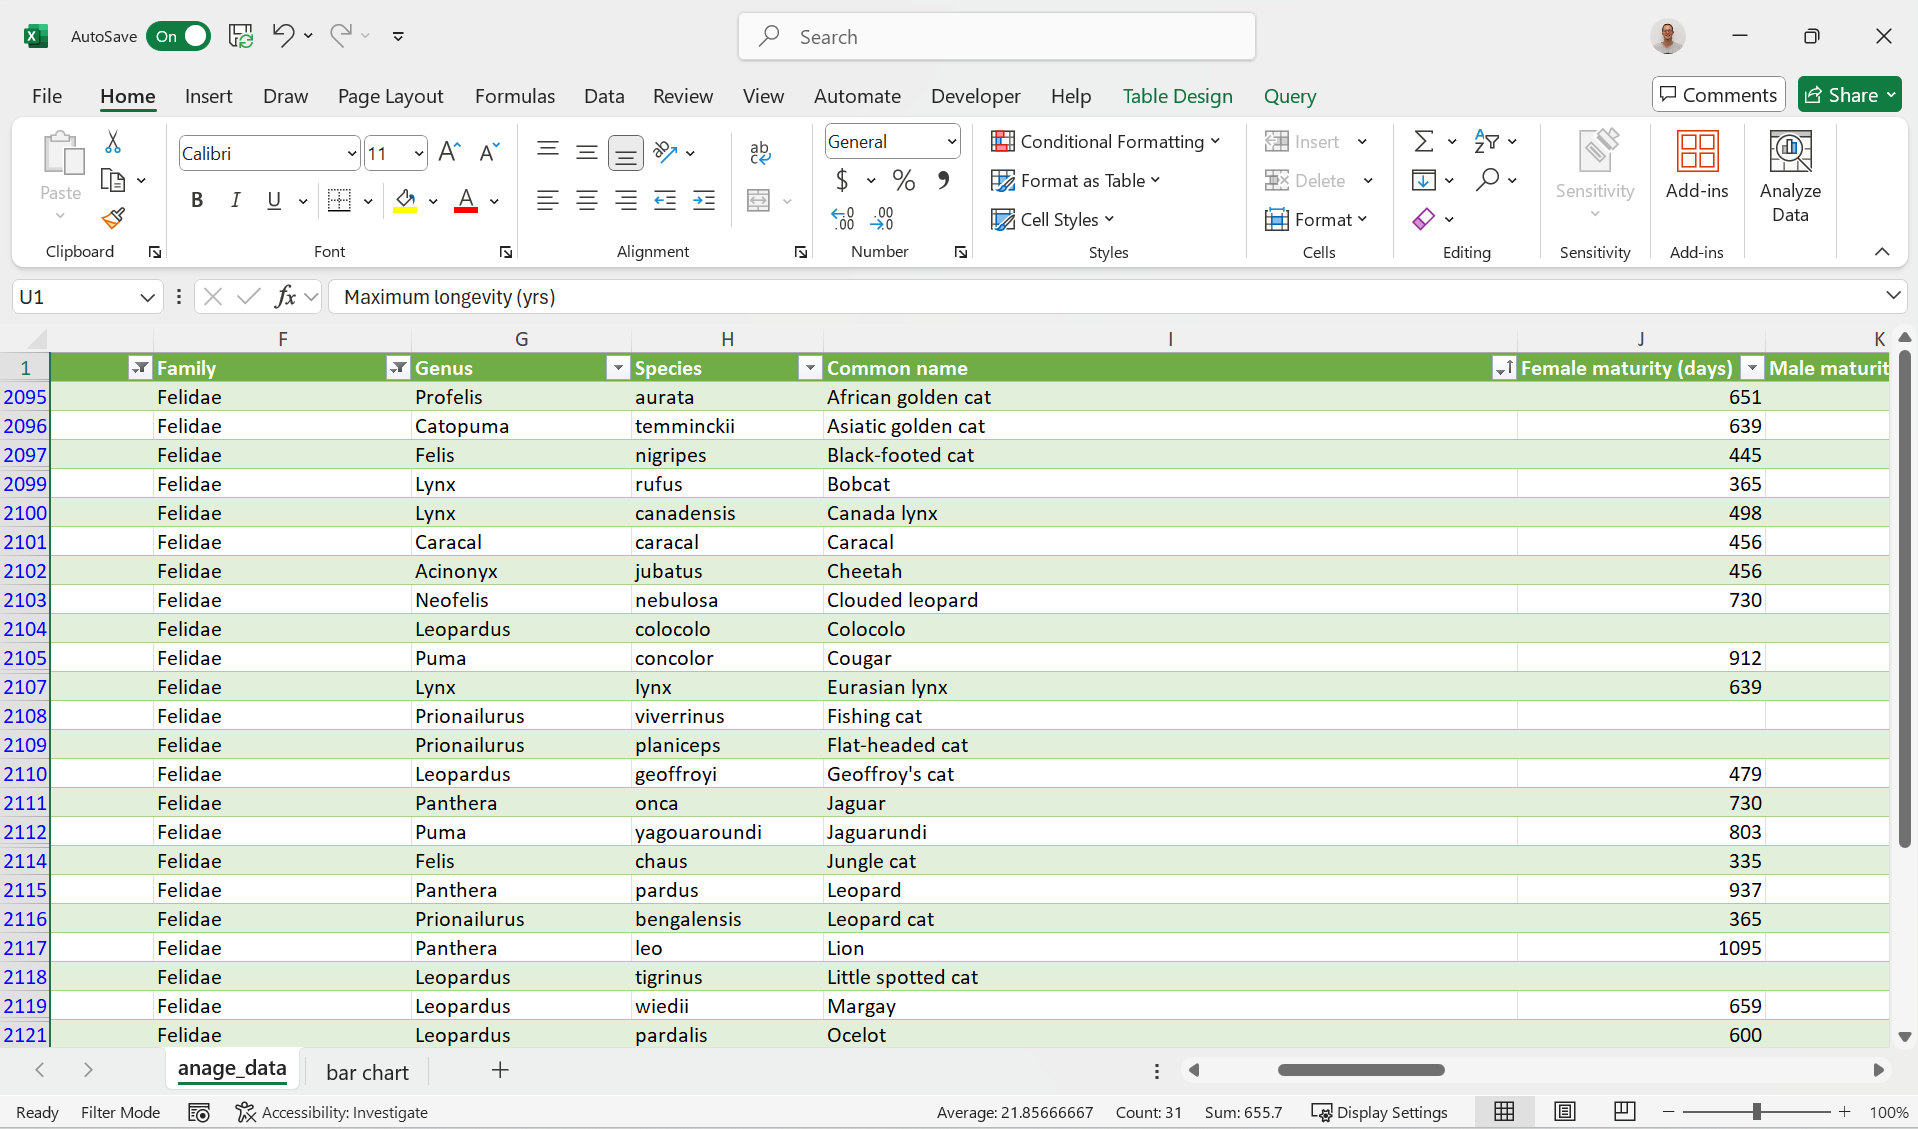 AutoSave On Search
File Home Insert Draw Page Layout Formulas Data Review View Automate Developer Help Table Design Query Comments Share
Paste
Clipboard
Calibri 11
B I U A
Font
ab
Alignment
General
$ % ,
Number
Conditional Formatting
Format as Table
Cell Styles
Styles
Insert
Delete
Format
Cells
Editing
Sensitivity
Sensitivity
Add-ins
Add-ins
Analyze
Data
U1 fx Maximum longevity (yrs)
F G H I J K
1 Family Genus Species Common name Female maturity (days) Male maturit
2095 Felidae Profelis aurata African golden cat 651
2096 Felidae Catopuma temminckii Asiatic golden cat 639
2097 Felidae Felis nigripes Black-footed cat 445
2099 Felidae Lynx rufus Bobcat 365
2100 Felidae Lynx canadensis Canada lynx 498
2101 Felidae Caracal caracal Caracal 456
2102 Felidae Acinonyx jubatus Cheetah 456
2103 Felidae Neofelis nebulosa Clouded leopard 730
2104 Felidae Leopardus colocolo Colocolo
2105 Felidae Puma concolor Cougar 912
2107 Felidae Lynx lynx Eurasian lynx 639
2108 Felidae Prionailurus viverrinus Fishing cat
2109 Felidae Prionailurus planiceps Flat-headed cat
2110 Felidae Leopardus geoffroyi Geoffroy's cat 479
2111 Felidae Panthera onca Jaguar 730
2112 Felidae Puma yagouaroundi Jaguarundi 803
2114 Felidae Felis chaus Jungle cat 335
2115 Felidae Panthera pardus Leopard 937
2116 Felidae Prionailurus bengalensis Leopard cat 365
2117 Felidae Panthera leo Lion 1095
2118 Felidae Leopardus tigrinus Little spotted cat
2119 Felidae Leopardus wiedii Margay 659
2121 Felidae Leopardus pardalis Ocelot 600
anage_data bar chart
Ready Filter Mode Accessibility: Investigate Average: 21.85666667 Count: 31 Sum: 655.7 Display Settings 100%